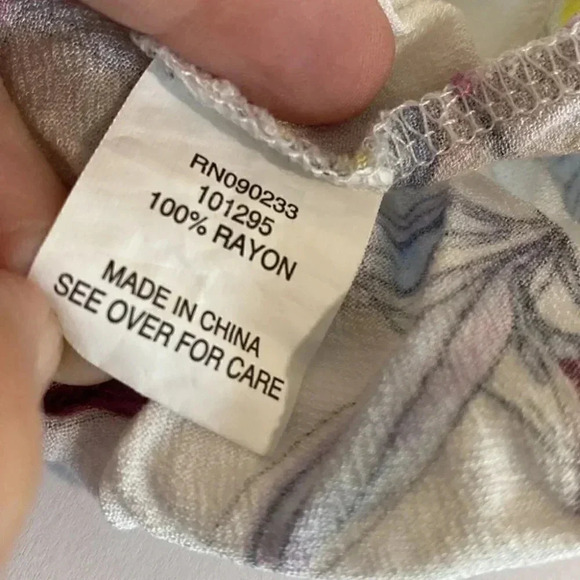 RN090233
101295
100% RAYON
MADE IN CHINA
SEE OVER FOR CARE